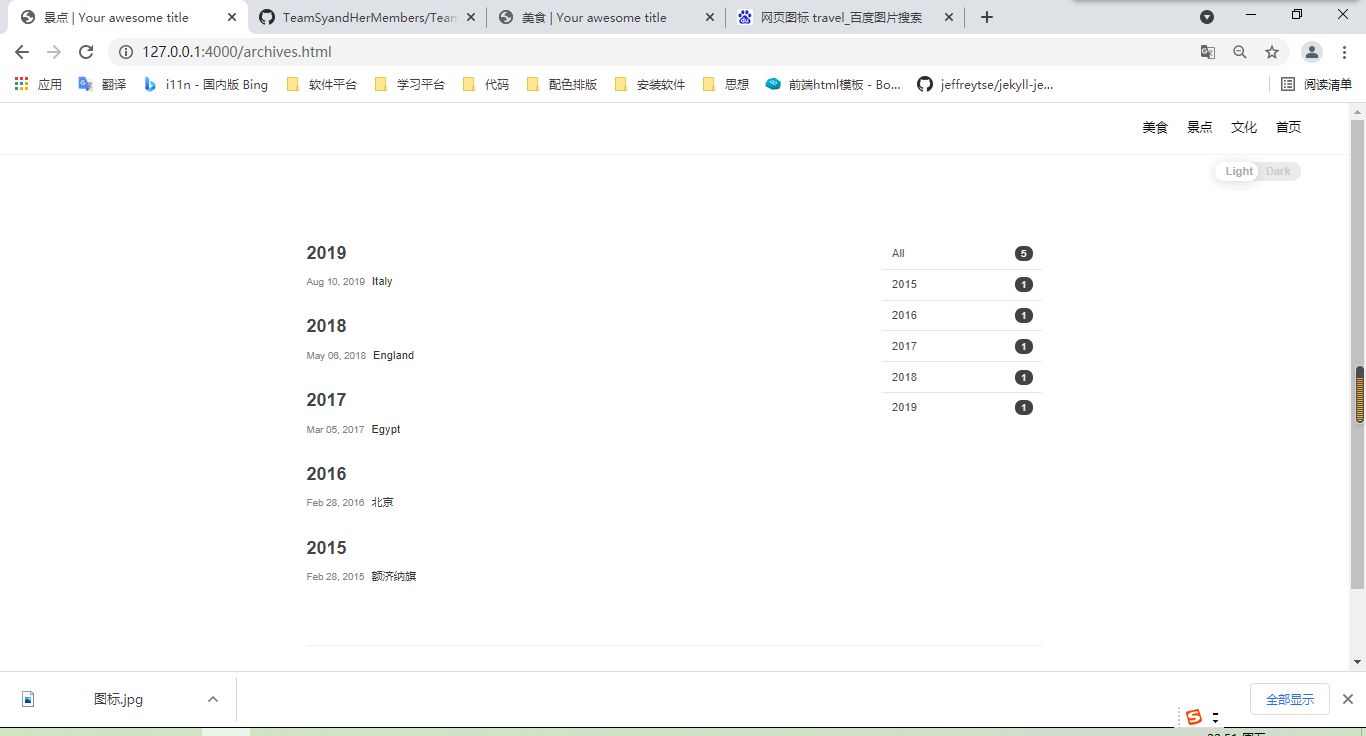 景点 | Your awesome title
TeamSyandHerMembers/Team
美食 | Your awesome title
网页图标 travel_百度图片搜索
127.0.0.1:4000/archives.html
应用 翻译 i11n - 国内版 Bing 软件平台 学习平台 代码 配色排版 安装软件 思想 前端html模板 - Bo... jeffreytse/jekyll-je... 阅读清单
美食 景点 文化 首页
Light Dark
2019
Aug 10, 2019 Italy
2018
May 06, 2018 England
2017
Mar 05, 2017 Egypt
2016
Feb 28, 2016 北京
2015
Feb 28, 2015 额济纳旗
All 5
2015 1
2016 1
2017 1
2018 1
2019 1
图标.jpg
全部显示